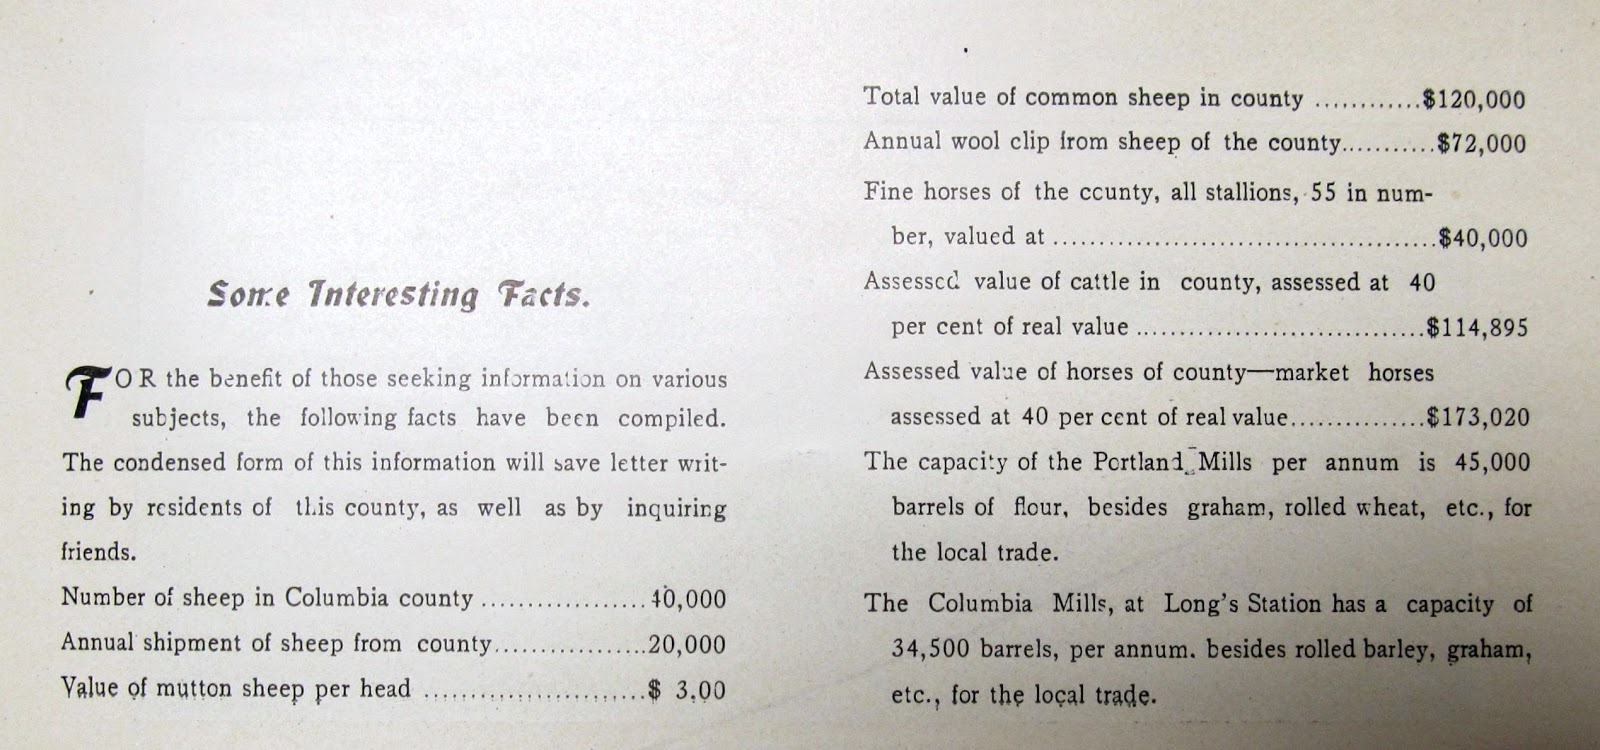 Some Interesting Facts.
FOR the benefit of those seeking information on various
subjects, the following facts have been compiled.
The condensed form of this information will save letter writ-
ing by residents of this county, as well as by inquiring
friends.
Number of sheep in Columbia county ..................40,000
Annual shipment of sheep from county.................20,000
Value of mutton sheep per head ........................$ 3.00
Total value of common sheep in county ............$120,000
Annual wool clip from sheep of the county...........$72,000
Fine horses of the county, all stallions, 55 in num-
ber, valued at ..........................................$40,000
Assessed value of cattle in county, assessed at 40
per cent of real value ...............................$114,895
Assessed value of horses of county—market horses
assessed at 40 per cent of real value...............$173,020
The capacity of the Portland Mills per annum is 45,000
barrels of flour, besides graham, rolled wheat, etc., for
the local trade.
The Columbia Mills, at Long's Station has a capacity of
34,500 barrels, per annum. besides rolled barley, graham,
etc., for the local trade.